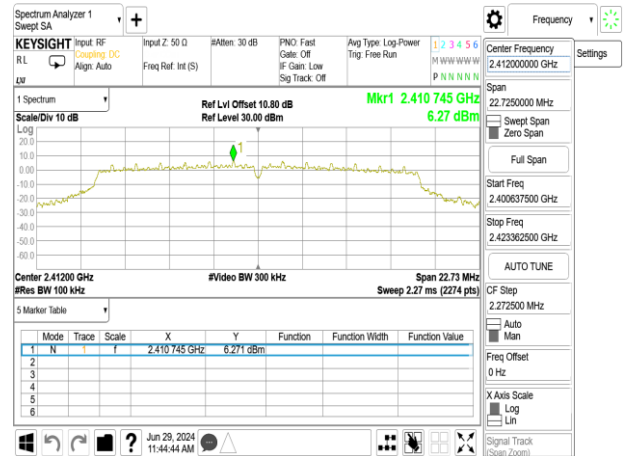 Spectrum Analyzer 1
Swept SA
Frequency
KEYSIGHT
Input: RF
Input Z: 50 Ω
#Atten: 30 dB
PNO: Fast
Avg Type: Log-Power
1 2 3 4 5 6
RL
Coupling: DC
Gate: Off
Trig: Free Run
M W W W W W
Align: Auto
Freq Ref: Int (S)
IF Gain: Low
Sig Track: Off
P N N N N N
Center Frequency
2.412000000 GHz
Settings
Span
22.7250000 MHz
Swept Span
Zero Span
Full Span
Start Freq
2.400637500 GHz
Stop Freq
2.423362500 GHz
AUTO TUNE
CF Step
2.272500 MHz
Auto
Man
Freq Offset
0 Hz
X Axis Scale
Log
Lin
Signal Track
(Span Zoom)
1 Spectrum
Ref Lvl Offset 10.80 dB
Mkr1 2.410 745 GHz
Scale/Div 10 dB
Ref Level 30.00 dBm
6.27 dBm
Log
20.0
10.0
0.00
-10.0
-20.0
-30.0
-40.0
-50.0
-60.0
1
Center 2.41200 GHz
#Video BW 300 kHz
Span 22.73 MHz
#Res BW 100 kHz
Sweep 2.27 ms (2274 pts)
5 Marker Table
Mode Trace Scale X Y Function Function Width Function Value
1 N 1 f 2.410 745 GHz 6.271 dBm
2
3
4
5
6
?
Jun 29, 2024
11:44:44 AM